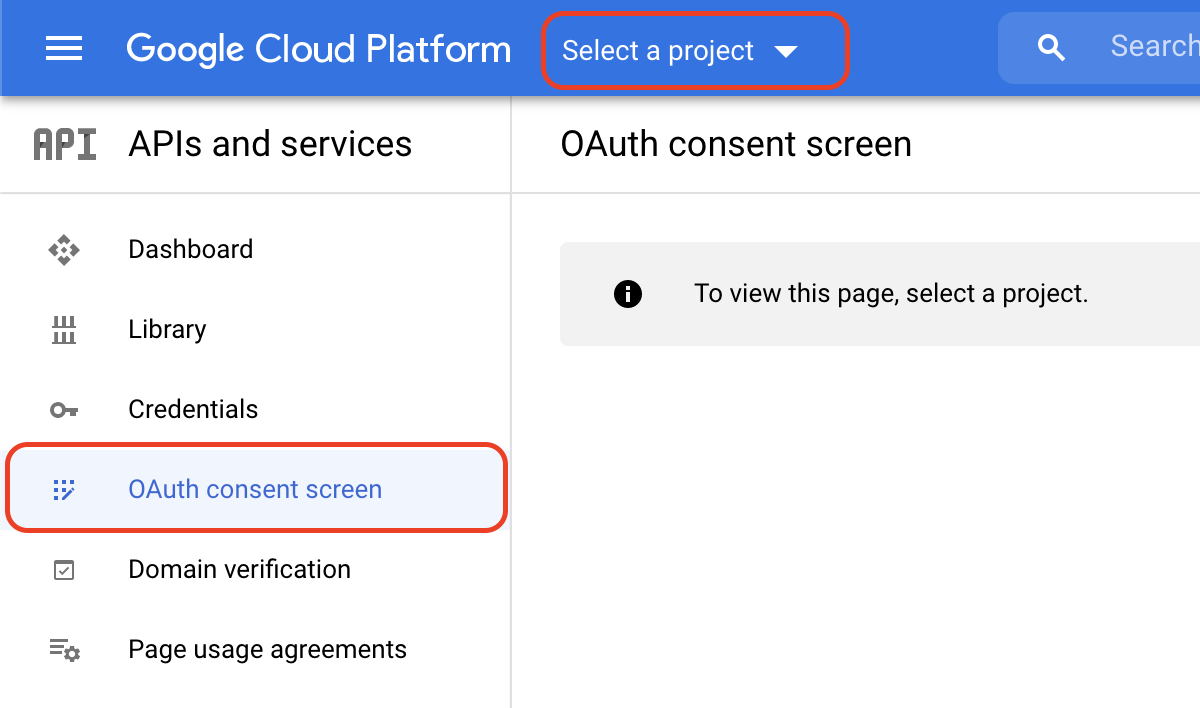 Google Cloud Platform
Select a project
Search
API
APIs and services
OAuth consent screen
Dashboard
Library
Credentials
OAuth consent screen
Domain verification
Page usage agreements
To view this page, select a project.